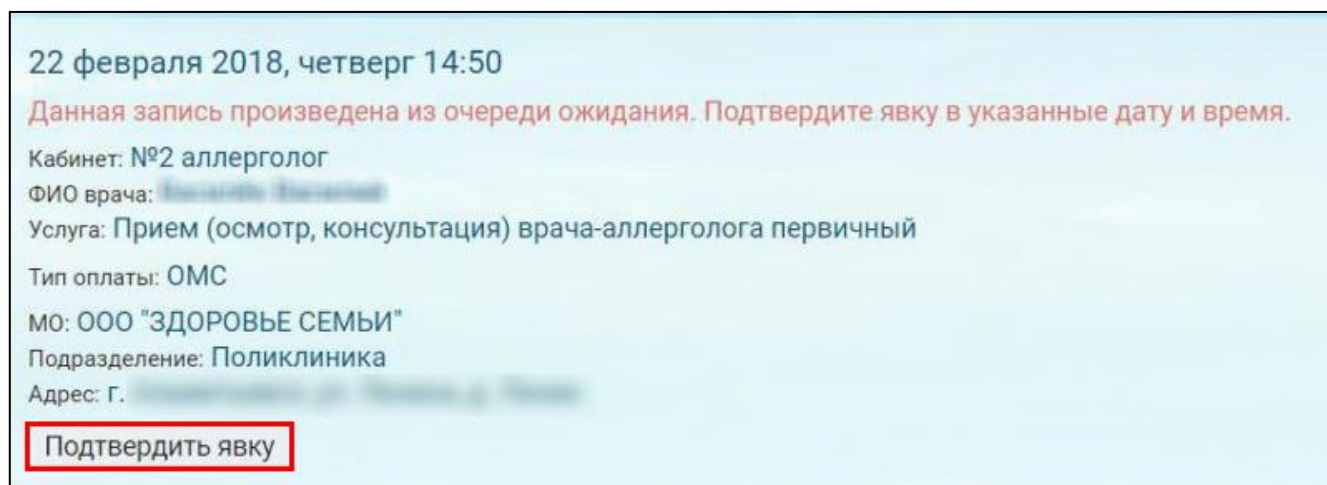 22 февраля 2018, четверг 14:50
Данная запись произведена из очереди ожидания. Подтвердите явку в указанные дату и время.
Кабинет: №2 аллерголог
ФИО врача:
Услуга: Прием (осмотр, консультация) врача-аллерголога первичный
Тип оплаты: ОМС
МО: ООО "ЗДОРОВЬЕ СЕМЬИ"
Подразделение: Поликлиника
Адрес: г.
Подтвердить явку